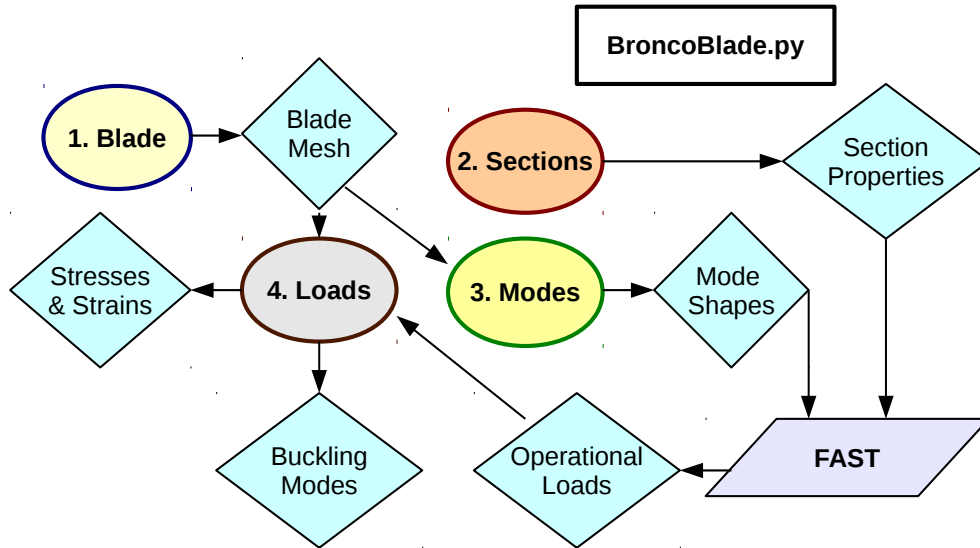 BroncoBlade.py
1. Blade
Blade
Mesh
2. Sections
Section
Properties
Stresses
& Strains
4. Loads
3. Modes
Mode
Shapes
Buckling
Modes
Operational
Loads
FAST